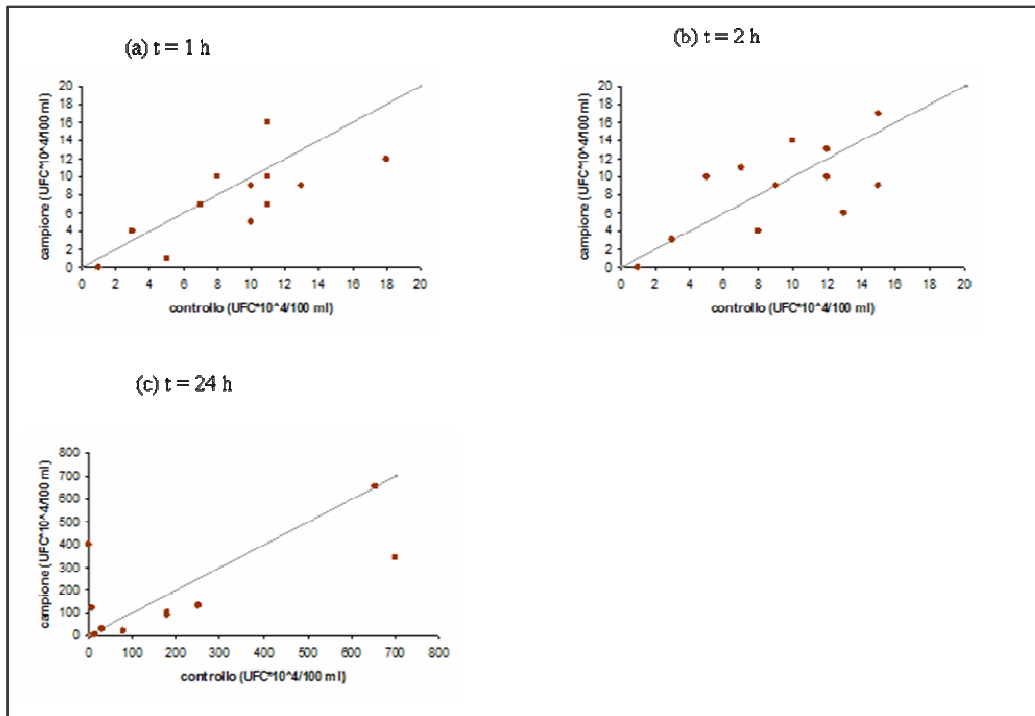 (a) t = 1 h
campione (UFC*10^4/100 ml)
20
18
16
14
12
10
8
6
4
2
0
0 2 4 6 8 10 12 14 16 18 20
controllo (UFC*10^4/100 ml)
(b) t = 2 h
campione (UFC*10^4/100 ml)
20
18
16
14
12
10
8
6
4
2
0
0 2 4 6 8 10 12 14 16 18 20
controllo (UFC*10^4/100 ml)
(c) t = 24 h
campione (UFC*10^4/100 ml)
800
700
600
500
400
300
200
100
0
0 100 200 300 400 500 600 700 800
controllo (UFC*10^4/100 ml)